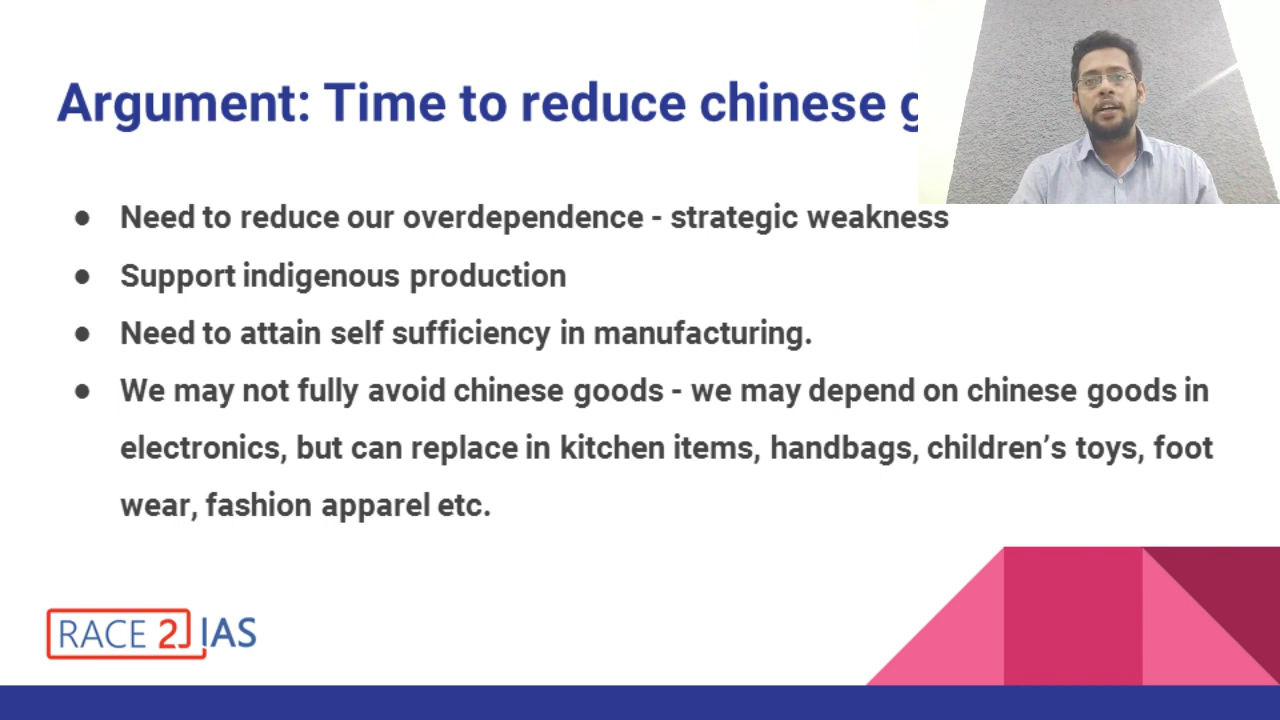 Argument: Time to reduce chinese g
● Need to reduce our overdependence - strategic weakness
● Support indigenous production
● Need to attain self sufficiency in manufacturing.
● We may not fully avoid chinese goods - we may depend on chinese goods in
electronics, but can replace in kitchen items, handbags, children’s toys, foot
wear, fashion apparel etc.
RACE 2 IAS